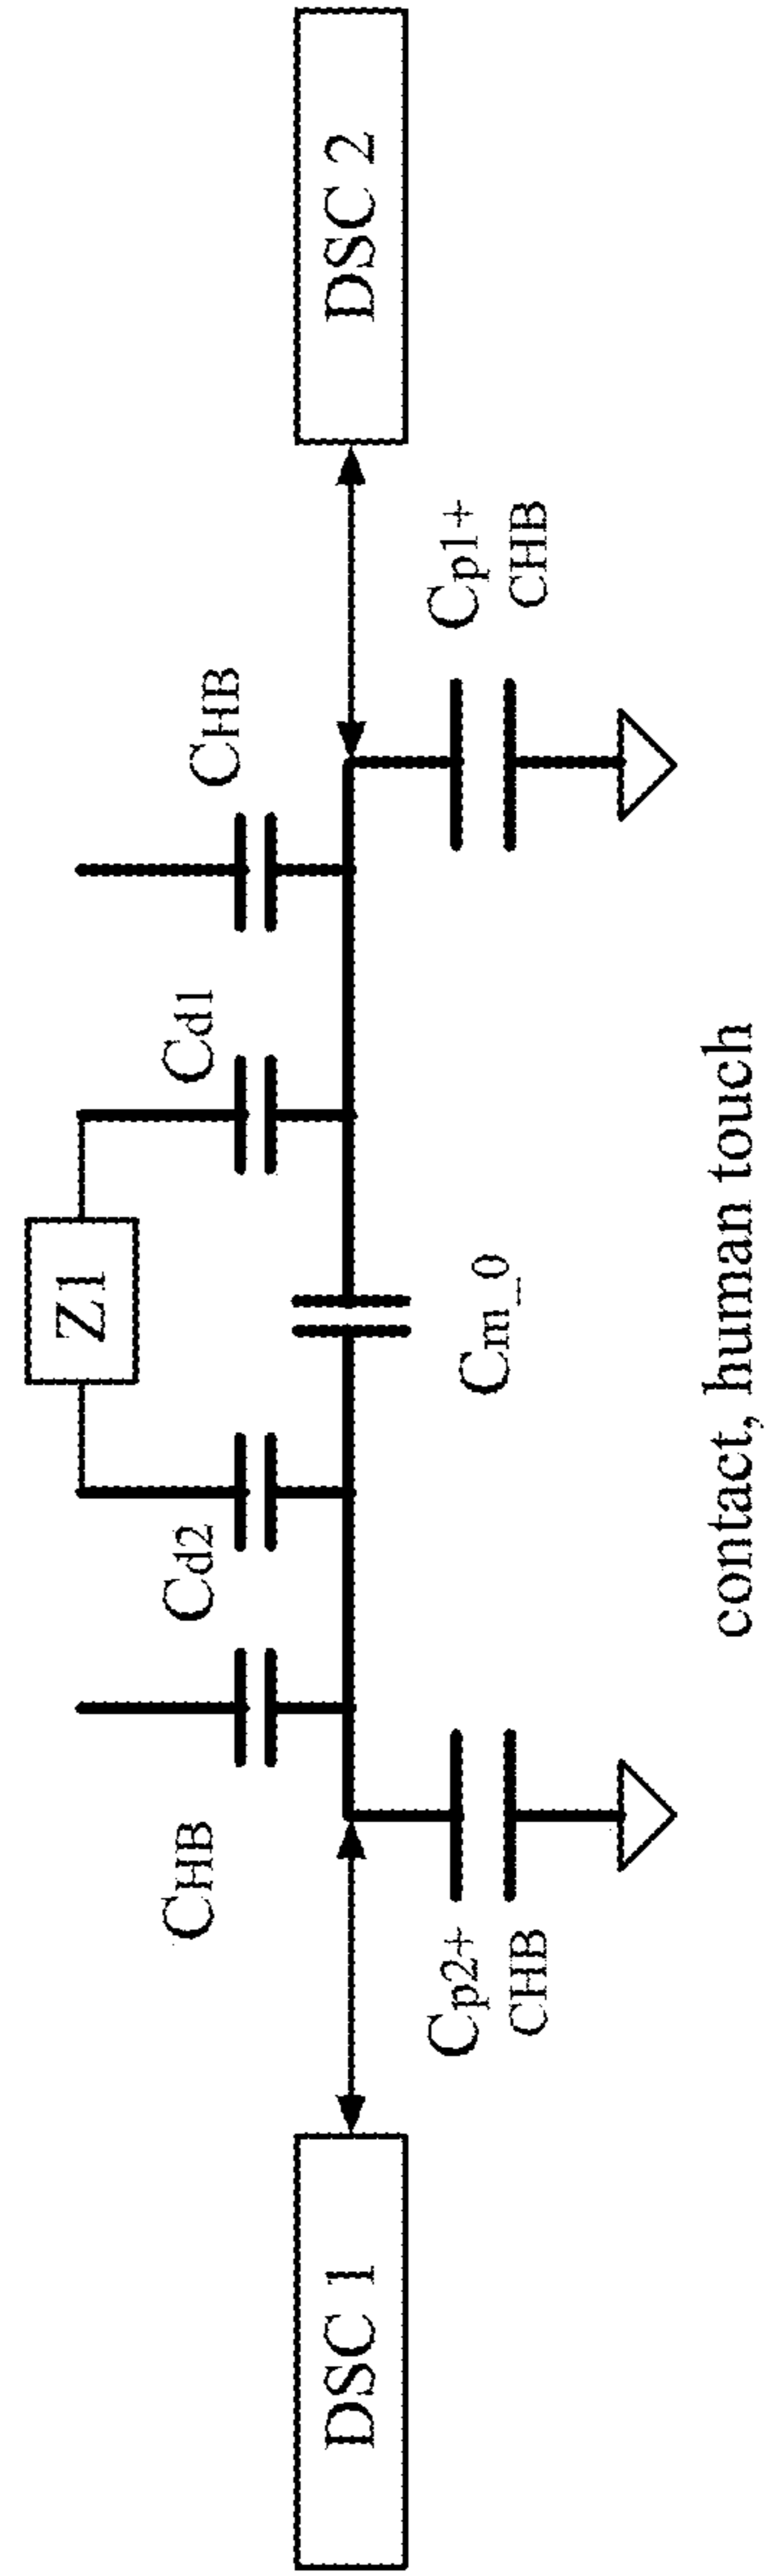 Z1
CHB
Cd2
Cd1
CHB
DSC 1
DSC 2
Cm_0
Cp2+
CHB
Cp1+
CHB
contact, human touch